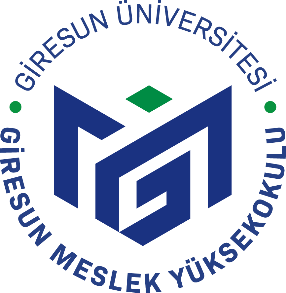 GİRESUN ÜNİVERSİTESİ
GİRESUN MESLEK YÜKSEKOKULU